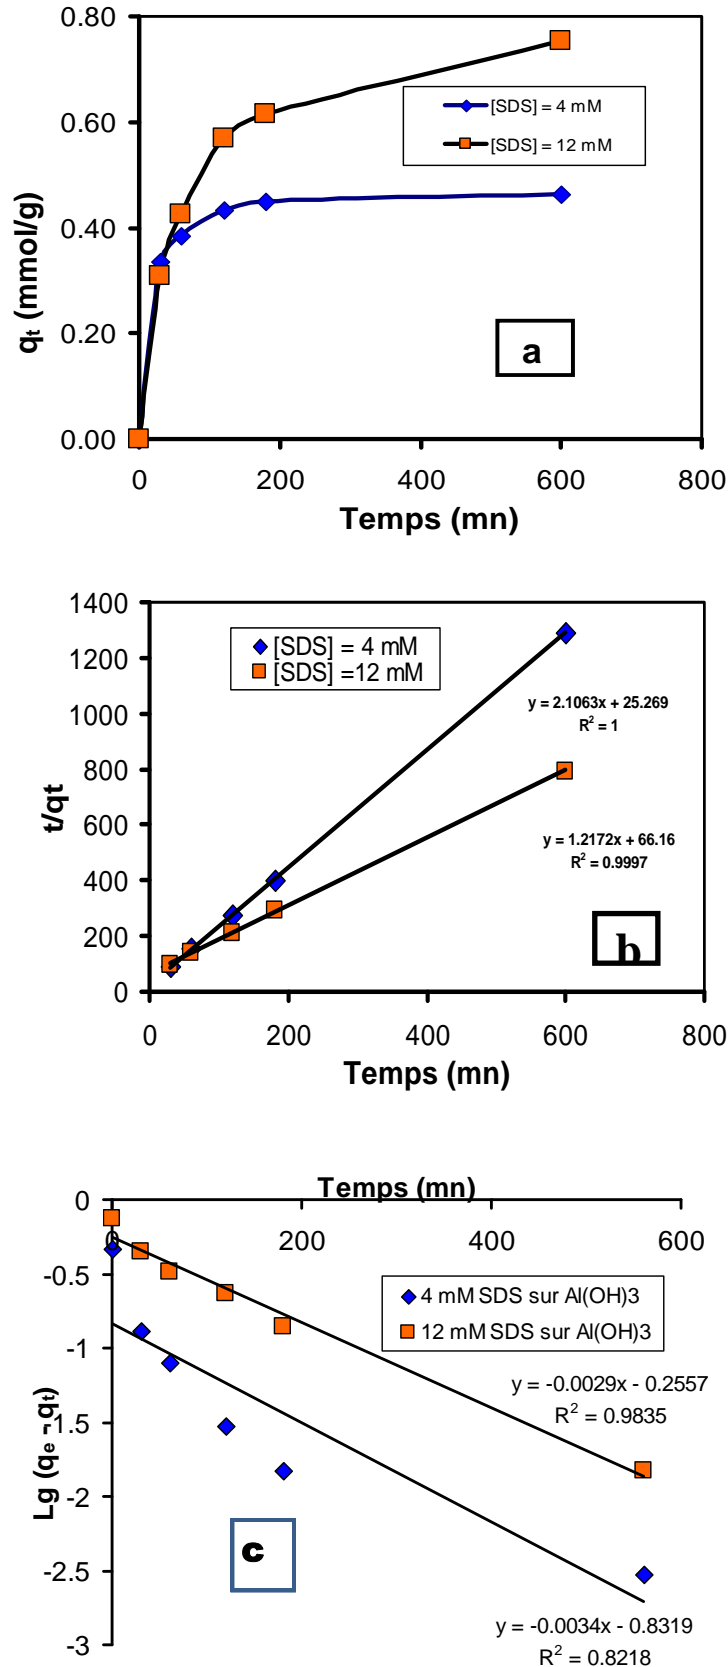 0.80
0.60
0.40
0.20
0.00
qt (mmol/g)
[SDS] = 4 mM
[SDS] = 12 mM
a
0 200 400 600 800
Temps (mn)
1400
1200
1000
800
600
400
200
0
t/qt
[SDS] = 4 mM
[SDS] =12 mM
y = 2.1063x + 25.269
R² = 1
y = 1.2172x + 66.16
R² = 0.9997
b
0 200 400 600 800
Temps (mn)
Temps (mn)
0 200 400 600
0
-0.5
-1
-1.5
-2
-2.5
-3
Lg (qe - qt)
4 mM SDS sur Al(OH)3
12 mM SDS sur Al(OH)3
y = -0.0029x - 0.2557
R² = 0.9835
c
y = -0.0034x - 0.8319
R² = 0.8218